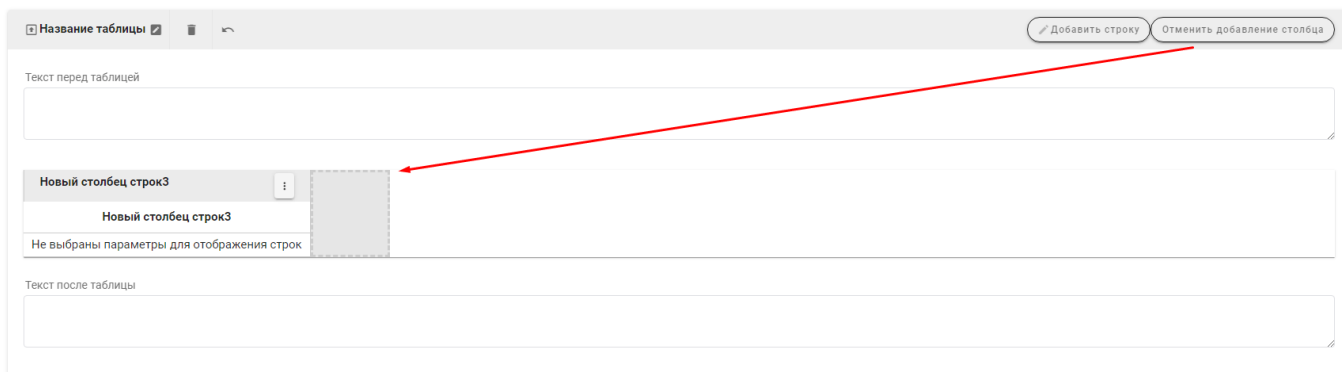 Название таблицы Добавить строку Отменить добавление столбца
Текст перед таблицей
Новый столбец строк3
Новый столбец строк3
Не выбраны параметры для отображения строк
Текст после таблицы